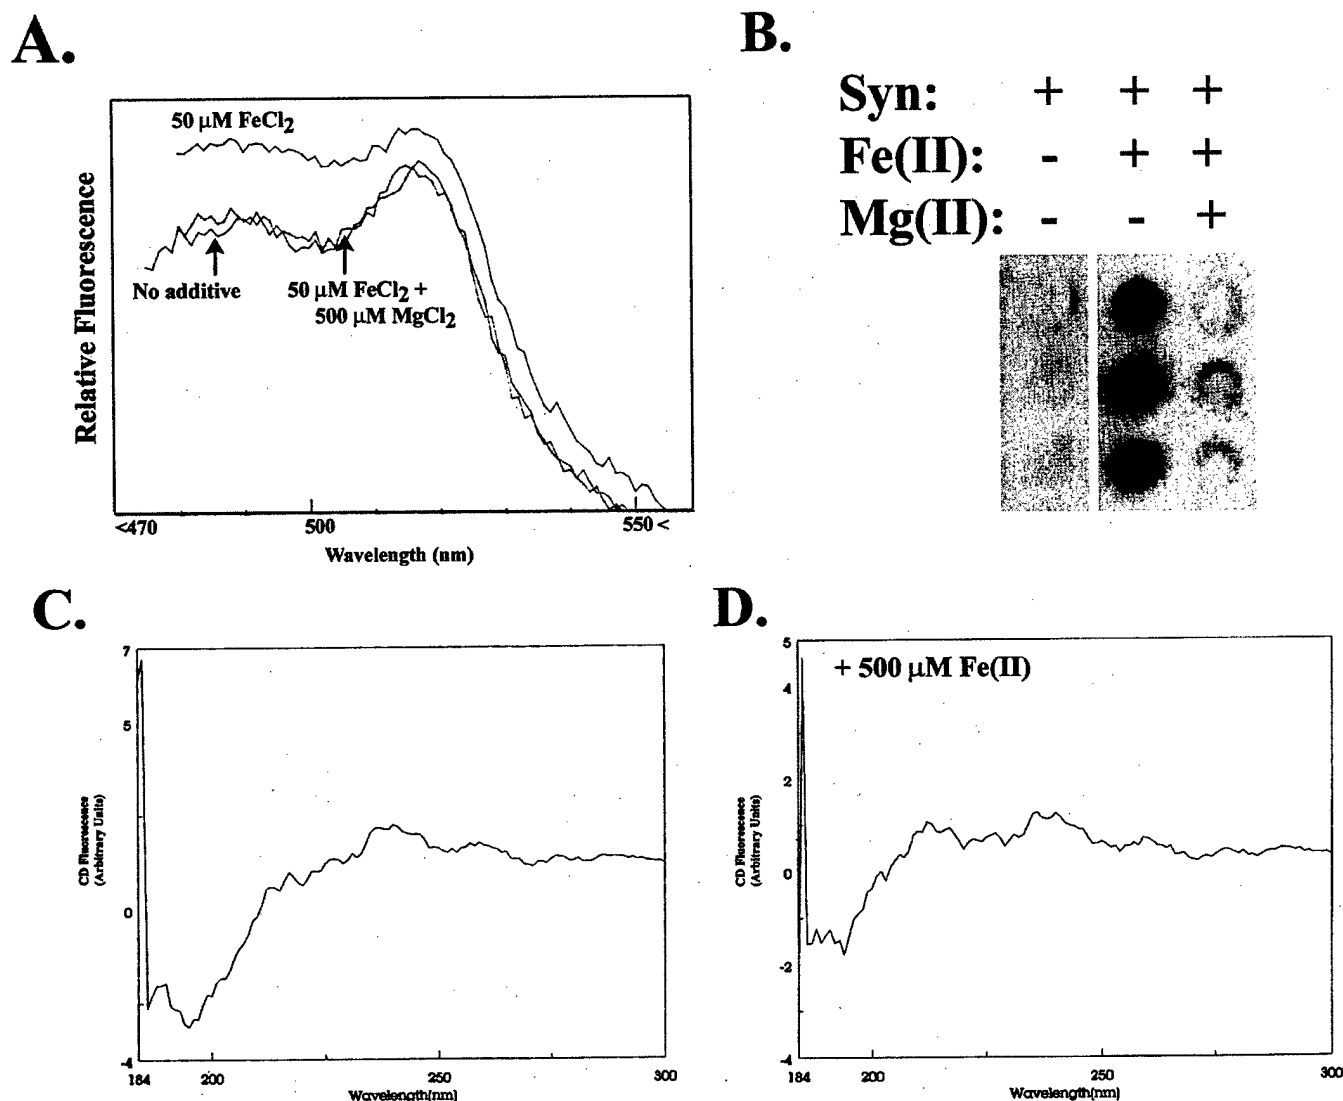 A.
50 μM FeCl2
No additive
50 μM FeCl2 +
500 μM MgCl2
Relative Fluorescence
<470 500 550 <
Wavelength (nm)
B.
Syn: + + +
Fe(II): - + +
Mg(II): - - +
C.
7
5
0
-4
CD Fluorescence
(Arbitrary Units)
184 200 250 300
Wavelength(nm)
D.
+ 500 μM Fe(II)
5
4
2
0
-2
-4
CD Fluorescence
(Arbitrary Units)
184 200 250 300
Wavelength(nm)